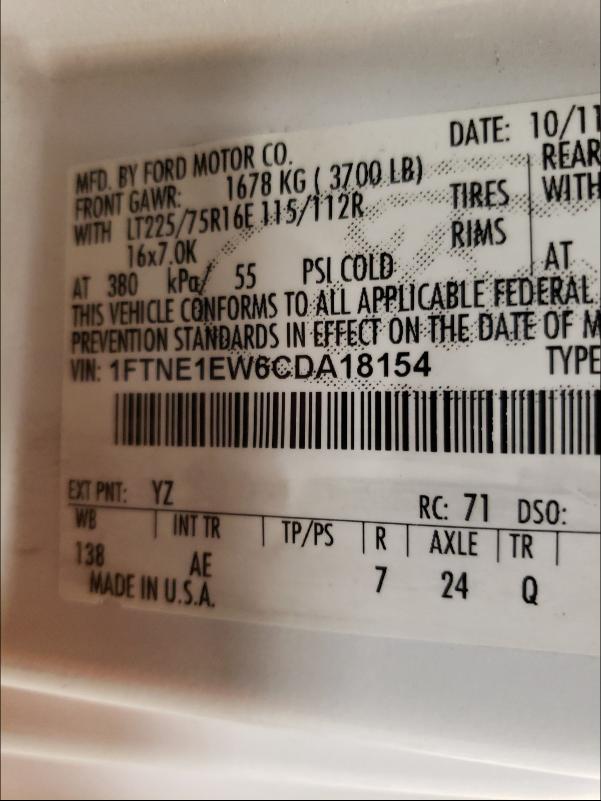 DATE: 10/11
MFD. BY FORD MOTOR CO.
FRONT GAWR: 1678 KG ( 3700 LB) REAR
WITH LT225/75R16E 115/112R TIRES WITH
16x7.0K RIMS
AT 380 kPa/ 55 PSI COLD AT
THIS VEHICLE CONFORMS TO ALL APPLICABLE FEDERAL
PREVENTION STANDARDS IN EFFECT ON THE DATE OF M
VIN: 1FTNE1EW6CDA18154 TYPE
EXT PNT: YZ RC: 71 DSO:
WB INT TR TP/PS R AXLE TR
138 AE 7 24 Q
MADE IN U.S.A.